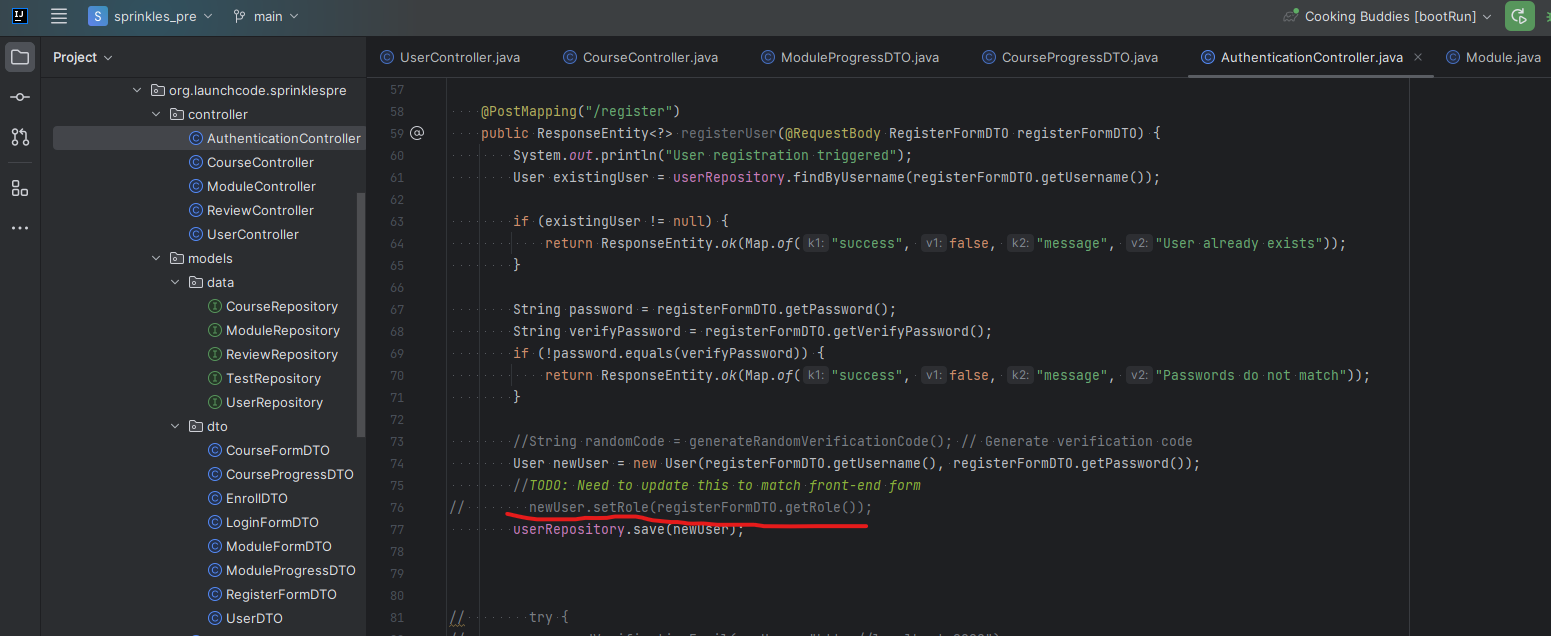 sprinkles_pre main Cooking Buddies [bootRun]
Project
UserController.java CourseController.java ModuleProgressDTO.java CourseProgressDTO.java AuthenticationController.java Module.java
org.launchcode.sprinklespre
controller
AuthenticationController
CourseController
ModuleController
ReviewController
UserController
models
data
CourseRepository
ModuleRepository
ReviewRepository
TestRepository
UserRepository
dto
CourseFormDTO
CourseProgressDTO
EnrollDTO
LoginFormDTO
ModuleFormDTO
ModuleProgressDTO
RegisterFormDTO
UserDTO
57
58 @PostMapping("/register")
59 public ResponseEntity<?> registerUser(@RequestBody RegisterFormDTO registerFormDTO) {
60 System.out.println("User registration triggered");
61 User existingUser = userRepository.findByUsername(registerFormDTO.getUsername());
62
63 if (existingUser != null) {
64 return ResponseEntity.ok(Map.of( k1: "success", v1: false, k2: "message", v2: "User already exists"));
65 }
66
67 String password = registerFormDTO.getPassword();
68 String verifyPassword = registerFormDTO.getVerifyPassword();
69 if (!password.equals(verifyPassword)) {
70 return ResponseEntity.ok(Map.of( k1: "success", v1: false, k2: "message", v2: "Passwords do not match"));
71 }
72
73 //String randomCode = generateRandomVerificationCode(); // Generate verification code
74 User newUser = new User(registerFormDTO.getUsername(), registerFormDTO.getPassword());
75 //TODO: Need to update this to match front-end form
76 // newUser.setRole(registerFormDTO.getRole());
77 userRepository.save(newUser);
78
79
80
81 // try {